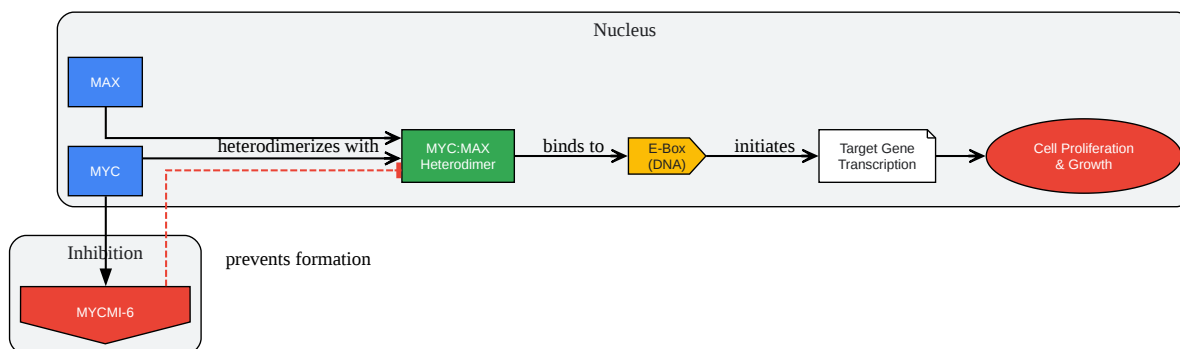 Nucleus
MAX
MYC
heterodimerizes with
MYC:MAX
Heterodimer
binds to
E-Box
(DNA)
initiates
Target Gene
Transcription
Cell Proliferation
& Growth
Inhibition
prevents formation
MYCMI-6